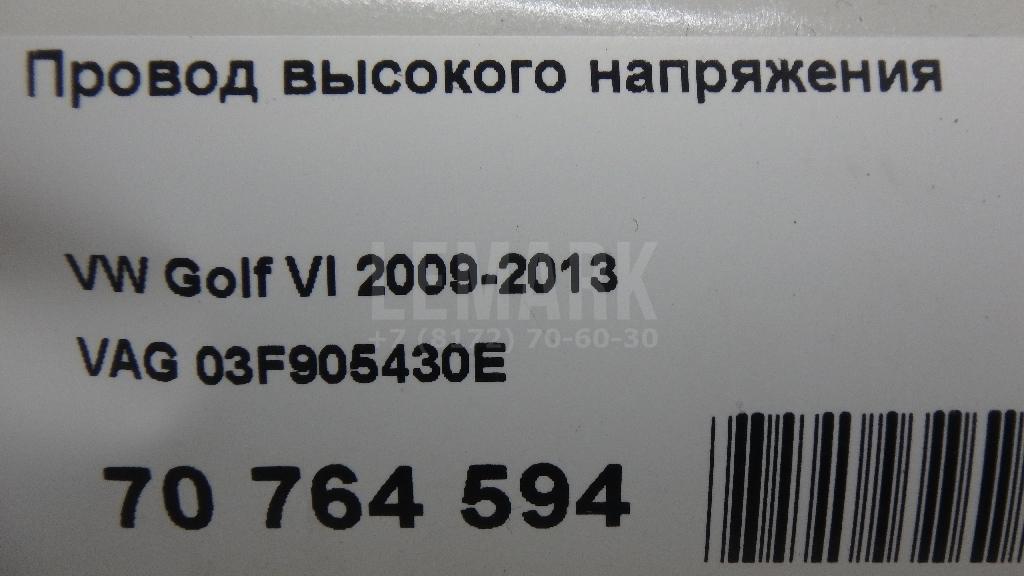 Провод высокого напряжения
VW Golf VI 2009-2013
LEMARK
+7 (8172) 70-60-30
VAG 03F905430E
70 764 594